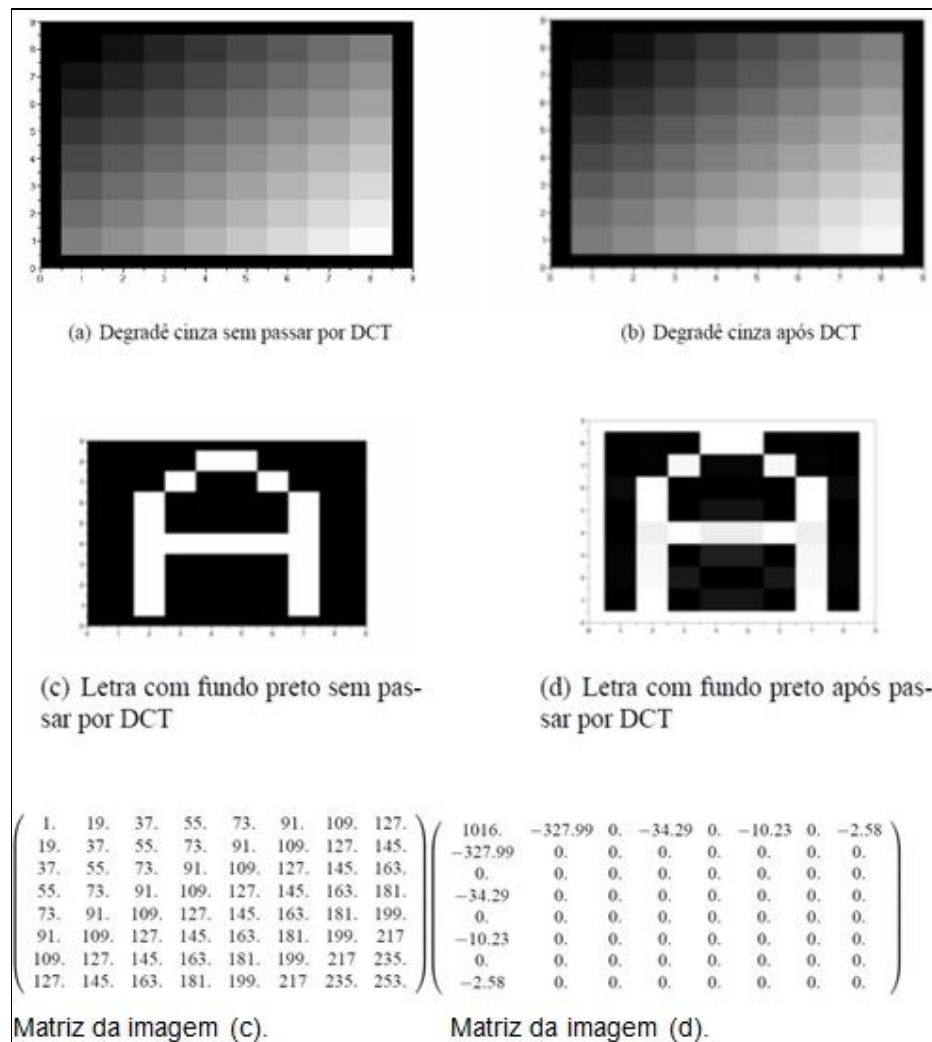 (a) Degradê cinza sem passar por DCT
(b) Degradê cinza após DCT
(c) Letra com fundo preto sem pas-
sar por DCT
(d) Letra com fundo preto após pas-
sar por DCT
1. 19. 37. 55. 73. 91. 109. 127.
19. 37. 55. 73. 91. 109. 127. 145.
37. 55. 73. 91. 109. 127. 145. 163.
55. 73. 91. 109. 127. 145. 163. 181.
73. 91. 109. 127. 145. 163. 181. 199.
91. 109. 127. 145. 163. 181. 199. 217
109. 127. 145. 163. 181. 199. 217 235.
127. 145. 163. 181. 199. 217 235. 253.
1016. −327.99 0. −34.29 0. −10.23 0. −2.58
−327.99 0. 0. 0. 0. 0. 0. 0.
0. 0. 0. 0. 0. 0. 0. 0.
−34.29 0. 0. 0. 0. 0. 0. 0.
0. 0. 0. 0. 0. 0. 0. 0.
−10.23 0. 0. 0. 0. 0. 0. 0.
0. 0. 0. 0. 0. 0. 0. 0.
−2.58 0. 0. 0. 0. 0. 0. 0.
Matriz da imagem (c).
Matriz da imagem (d).